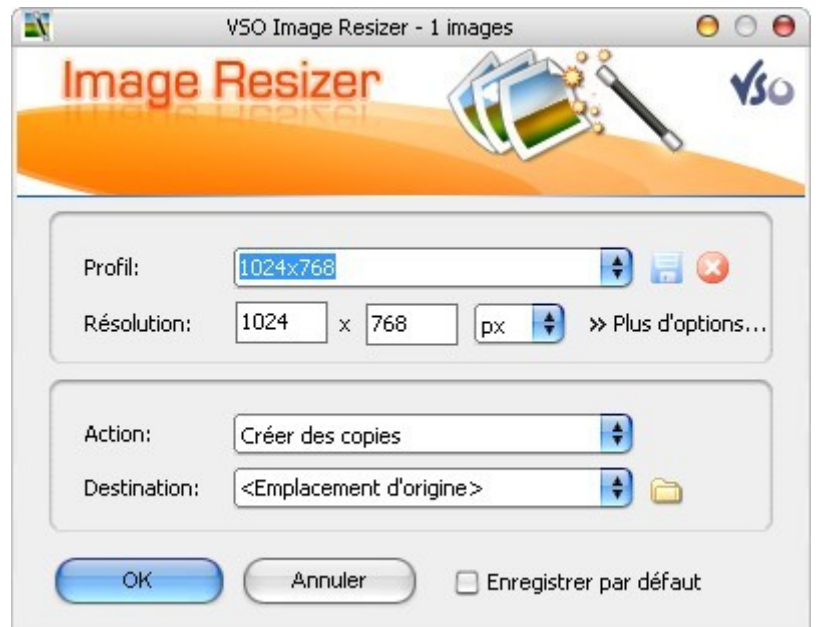 VSO Image Resizer - 1 images
Image Resizer
VSO
Profil: 1024x768
Résolution: 1024 x 768 px >> Plus d'options...
Action: Créer des copies
Destination: <Emplacement d'origine>
OK Annuler Enregistrer par défaut